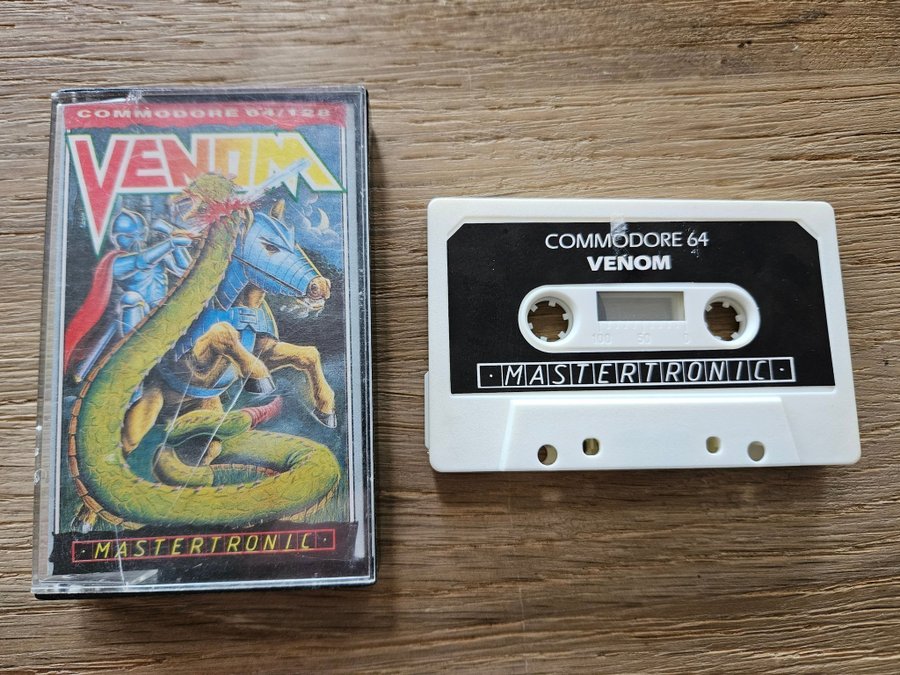 COMMODORE 64/128
VENOM
MASTERTRONIC
COMMODORE 64
VENOM
100 50 0
MASTERTRONIC